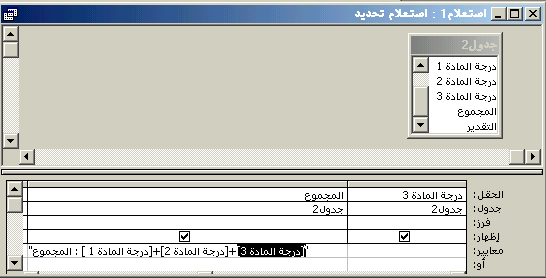 استعلام1 : استعلام تحديد
جدول2
درجة المادة 1
درجة المادة 2
درجة المادة 3
المجموع
التقدير
الحقل: درجة المادة 3 المجموع
جدول: جدول2 جدول2
فرز:
إظهار:
معايير: "[درجة المادة 3]+[درجة المادة 2]+[درجة المادة 1 ] : المجموع"
أو: